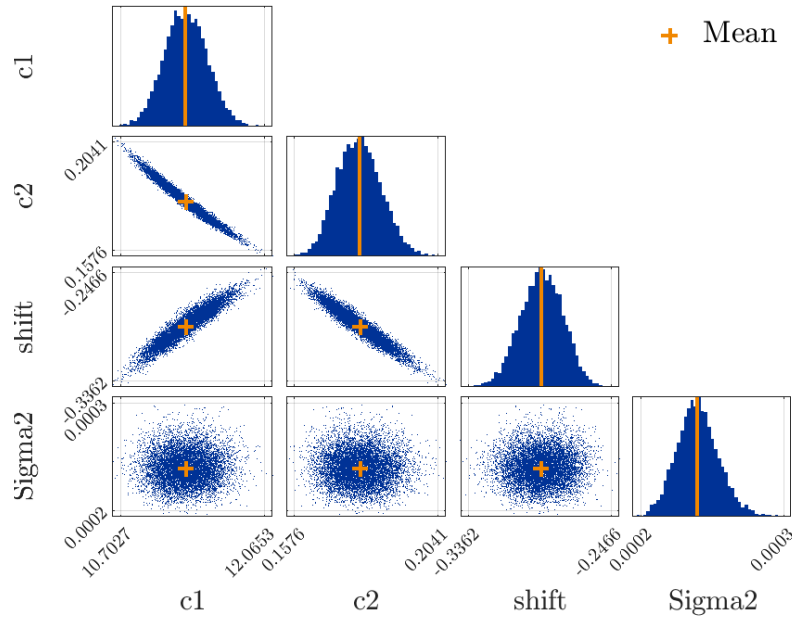 Mean
c1
0.2041
0.1576
c2
-0.2466
-0.3362
shift
0.0003
0.0002
Sigma2
10.7027
12.0653
0.1576
0.2041
-0.3362
-0.2466
0.0002
0.0003
c1
c2
shift
Sigma2